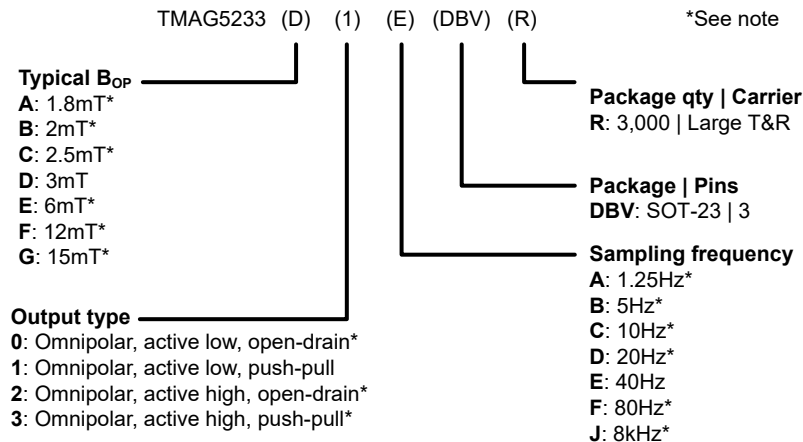 TMAG5233 (D) (1) (E) (DBV) (R) *See note
Typical BOP
A: 1.8mT*
B: 2mT*
C: 2.5mT*
D: 3mT
E: 6mT*
F: 12mT*
G: 15mT*
Output type
0: Omnipolar, active low, open-drain*
1: Omnipolar, active low, push-pull
2: Omnipolar, active high, open-drain*
3: Omnipolar, active high, push-pull*
Package qty | Carrier
R: 3,000 | Large T&R
Package | Pins
DBV: SOT-23 | 3
Sampling frequency
A: 1.25Hz*
B: 5Hz*
C: 10Hz*
D: 20Hz*
E: 40Hz
F: 80Hz*
J: 8kHz*